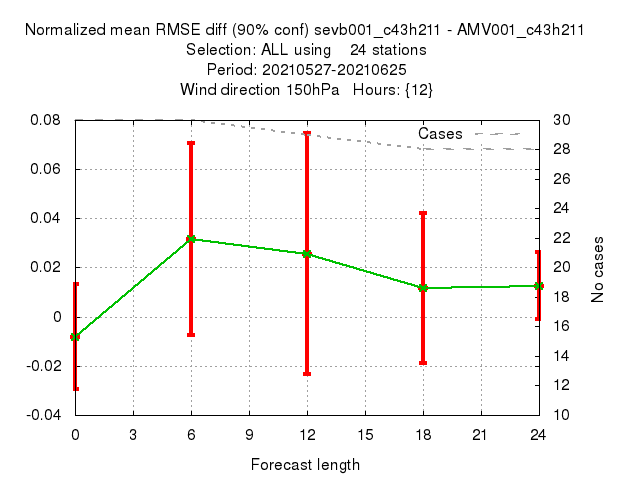 Normalized mean RMSE diff (90% conf) sevb001_c43h211 - AMV001_c43h211
Selection: ALL using    24 stations
Period: 20210527-20210625
Wind direction 150hPa   Hours: {12}
0.08
0.06
0.04
0.02
0
-0.02
-0.04
Cases
30
28
26
24
22
20
18
16
14
12
10
No cases
0 3 6 9 12 15 18 21 24
Forecast length